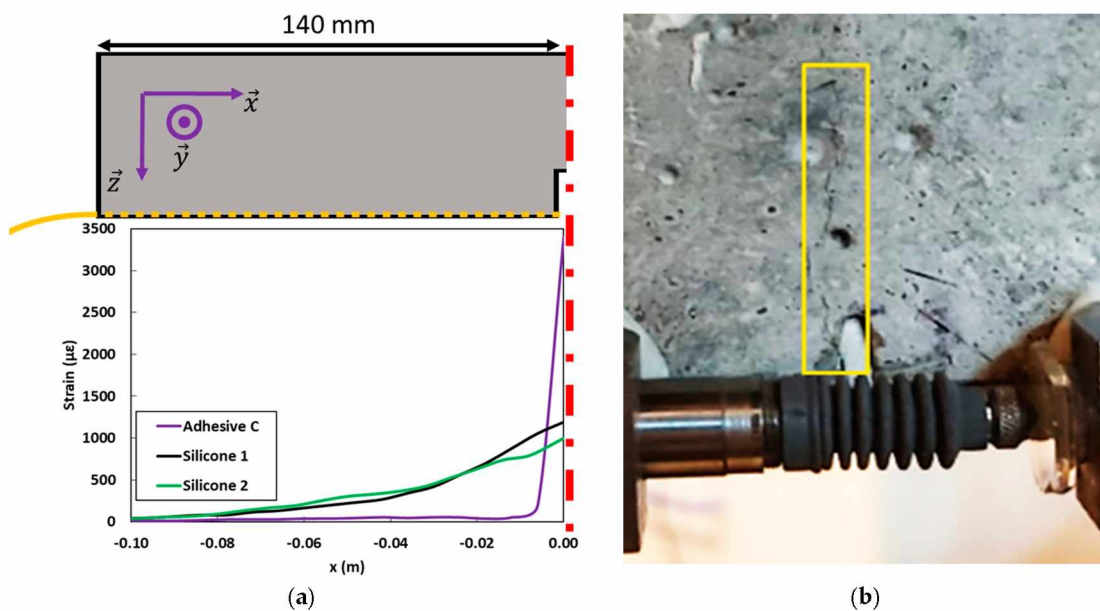 140 mm
x⃗
y⃗
z⃗
3500
3000
2500
2000
1500
1000
500
0
Strain (με)
Adhesive C
Silicone 1
Silicone 2
-0.10
-0.08
-0.06
-0.04
-0.02
0.00
x (m)
(a)
(b)